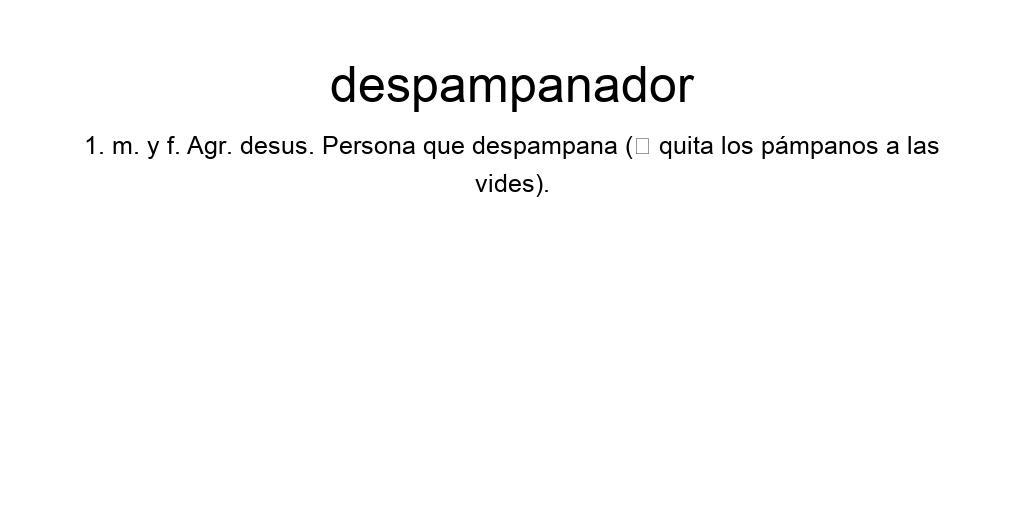 despampanador
1. m. y f. Agr. desus. Persona que despampana (□ quita los pámpanos a las
vides).